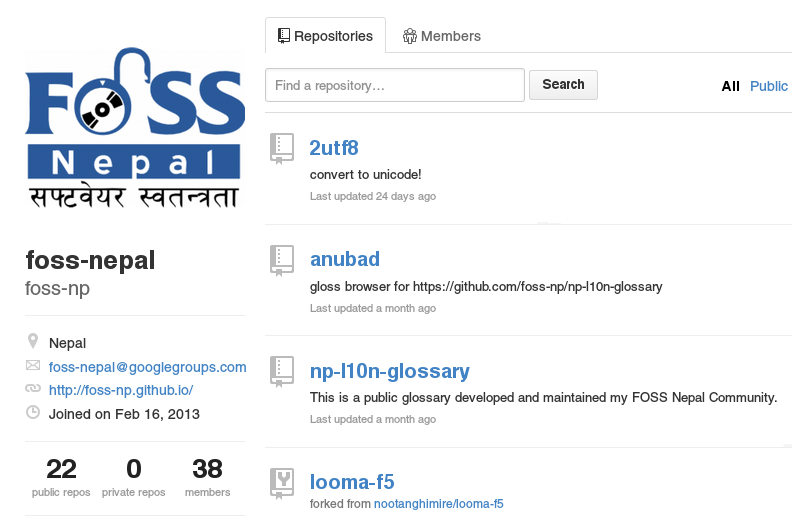 FOSS
Nepal
सफ्टवेयर स्वतन्त्रता
foss-nepal
foss-np
Nepal
foss-nepal@googlegroups.com
http://foss-np.github.io/
Joined on Feb 16, 2013
22 0 38
public repos private repos members
Repositories Members
Find a repository… Search All Public
2utf8
convert to unicode!
Last updated 24 days ago
anubad
gloss browser for https://github.com/foss-np/np-l10n-glossary
Last updated a month ago
np-l10n-glossary
This is a public glossary developed and maintained my FOSS Nepal Community.
Last updated a month ago
looma-f5
forked from nootanghimire/looma-f5